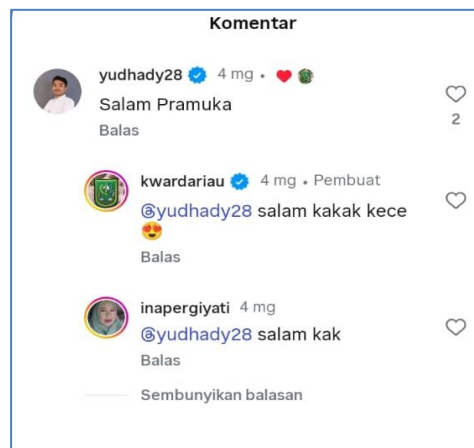 Komentar
yudhady28 4 mg •
Salam Pramuka
2
Balas
kwardariau 4 mg • Pembuat
@yudhady28 salam kakak kece
😍
Balas
inapergiyati 4 mg
@yudhady28 salam kak
Balas
Sembunyikan balasan